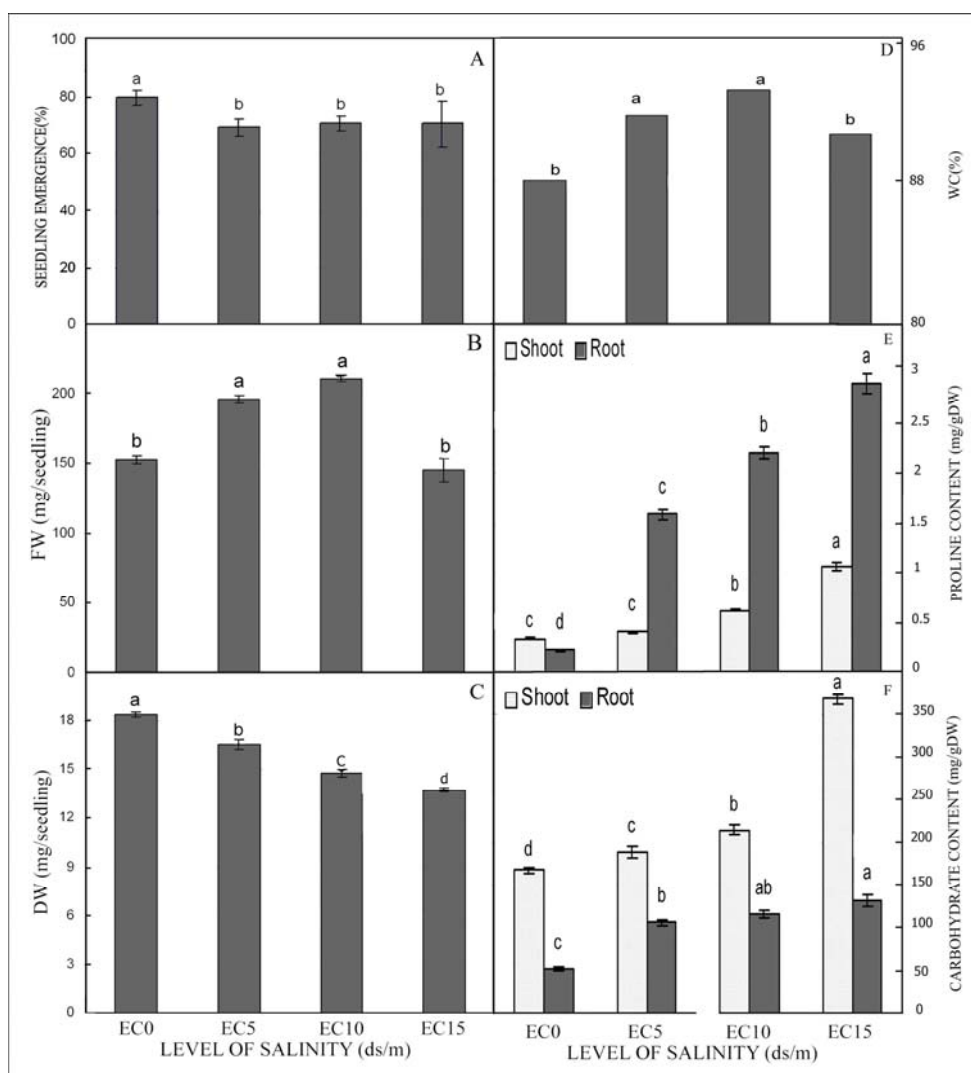 A
SEEDLING EMERGENCE(%)
100
80
60
40
20
0
a
b
b
b
D
WC(%)
96
88
80
b
a
a
b
B
FW (mg/seedling)
200
150
100
50
0
b
a
a
b
E
Shoot Root
PROLINE CONTENT (mg/gDW)
3
2.5
2
1.5
1
0.5
0
c
d
c
c
b
b
a
a
C
DW (mg/seedling)
18
15
12
9
6
3
0
a
b
c
d
EC0 EC5 EC10 EC15
LEVEL OF SALINITY (ds/m)
F
Shoot Root
CARBOHYDRATE CONTENT (mg/gDW)
350
300
250
200
150
100
50
0
d
c
c
b
b
ab
a
a
EC0 EC5 EC10 EC15
LEVEL OF SALINITY (ds/m)